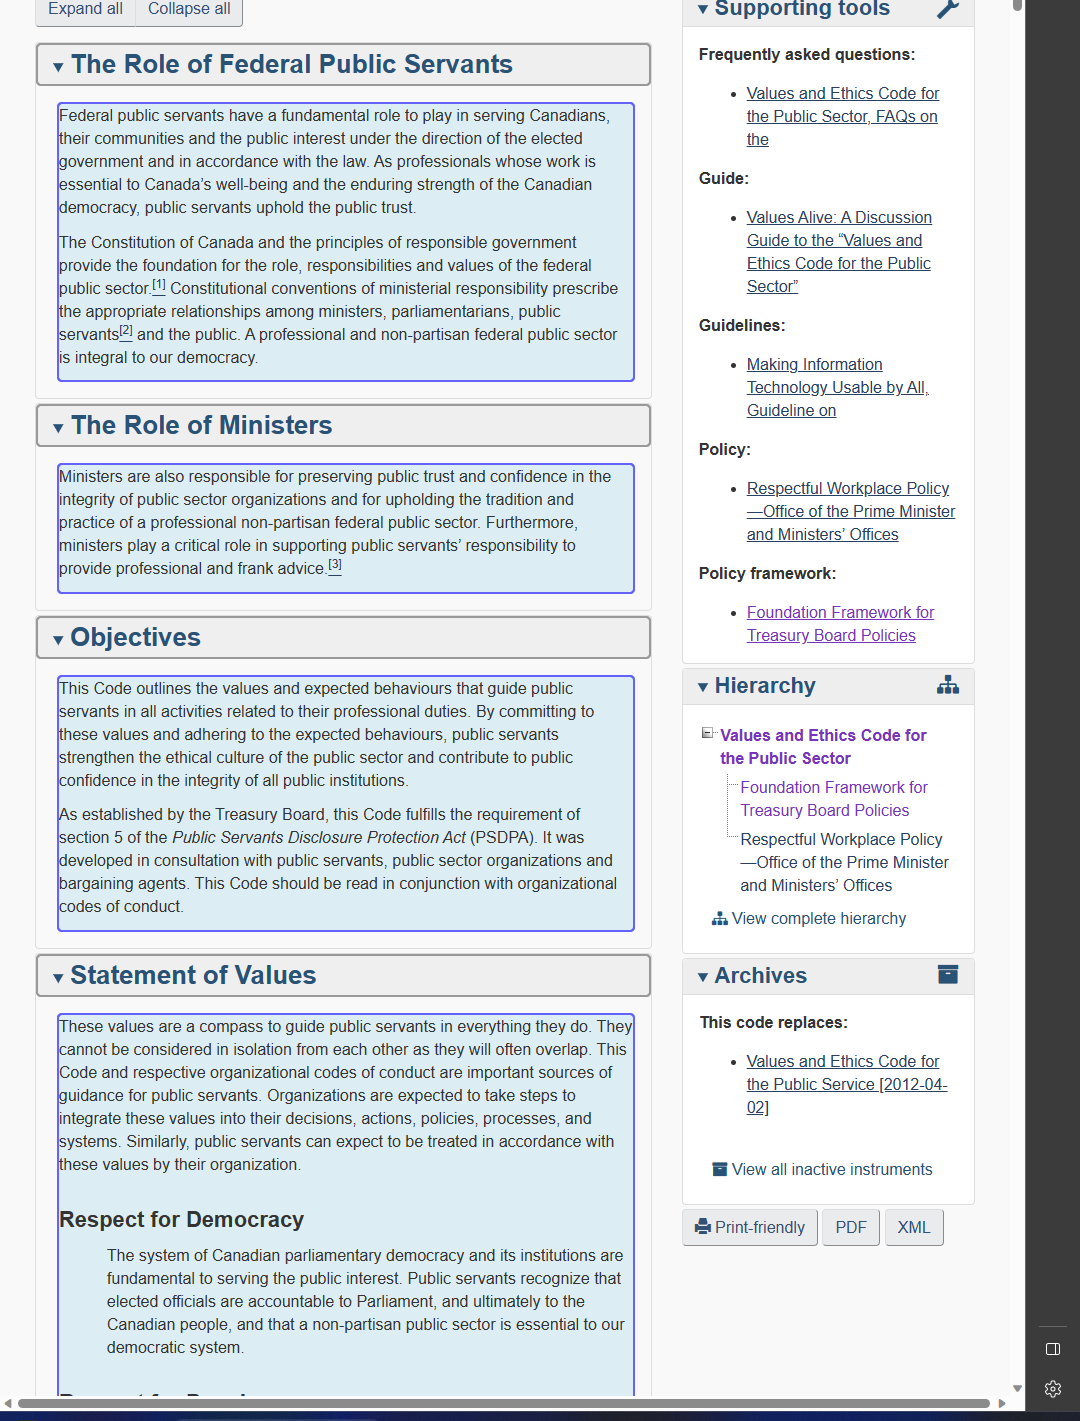 Expand all
Collapse all
The Role of Federal Public Servants
Federal public servants have a fundamental role to play in serving Canadians,
their communities and the public interest under the direction of the elected
government and in accordance with the law. As professionals whose work is
essential to Canada’s well-being and the enduring strength of the Canadian
democracy, public servants uphold the public trust.
The Constitution of Canada and the principles of responsible government
provide the foundation for the role, responsibilities and values of the federal
public sector.[1] Constitutional conventions of ministerial responsibility prescribe
the appropriate relationships among ministers, parliamentarians, public
servants[2] and the public. A professional and non-partisan federal public sector
is integral to our democracy.
The Role of Ministers
Ministers are also responsible for preserving public trust and confidence in the
integrity of public sector organizations and for upholding the tradition and
practice of a professional non-partisan federal public sector. Furthermore,
ministers play a critical role in supporting public servants’ responsibility to
provide professional and frank advice.[3]
Objectives
This Code outlines the values and expected behaviours that guide public
servants in all activities related to their professional duties. By committing to
these values and adhering to the expected behaviours, public servants
strengthen the ethical culture of the public sector and contribute to public
confidence in the integrity of all public institutions.
As established by the Treasury Board, this Code fulfills the requirement of
section 5 of the Public Servants Disclosure Protection Act (PSDPA). It was
developed in consultation with public servants, public sector organizations and
bargaining agents. This Code should be read in conjunction with organizational
codes of conduct.
Statement of Values
These values are a compass to guide public servants in everything they do. They
cannot be considered in isolation from each other as they will often overlap. This
Code and respective organizational codes of conduct are important sources of
guidance for public servants. Organizations are expected to take steps to
integrate these values into their decisions, actions, policies, processes, and
systems. Similarly, public servants can expect to be treated in accordance with
these values by their organization.
Respect for Democracy
The system of Canadian parliamentary democracy and its institutions are
fundamental to serving the public interest. Public servants recognize that
elected officials are accountable to Parliament, and ultimately to the
Canadian people, and that a non-partisan public sector is essential to our
democratic system.
Supporting tools
Frequently asked questions:
Values and Ethics Code for
the Public Sector, FAQs on
the
Guide:
Values Alive: A Discussion
Guide to the “Values and
Ethics Code for the Public
Sector”
Guidelines:
Making Information
Technology Usable by All,
Guideline on
Policy:
Respectful Workplace Policy
—Office of the Prime Minister
and Ministers’ Offices
Policy framework:
Foundation Framework for
Treasury Board Policies
Hierarchy
Values and Ethics Code for
the Public Sector
Foundation Framework for
Treasury Board Policies
Respectful Workplace Policy
—Office of the Prime Minister
and Ministers’ Offices
View complete hierarchy
Archives
This code replaces:
Values and Ethics Code for
the Public Service [2012-04-
02]
View all inactive instruments
Print-friendly
PDF
XML